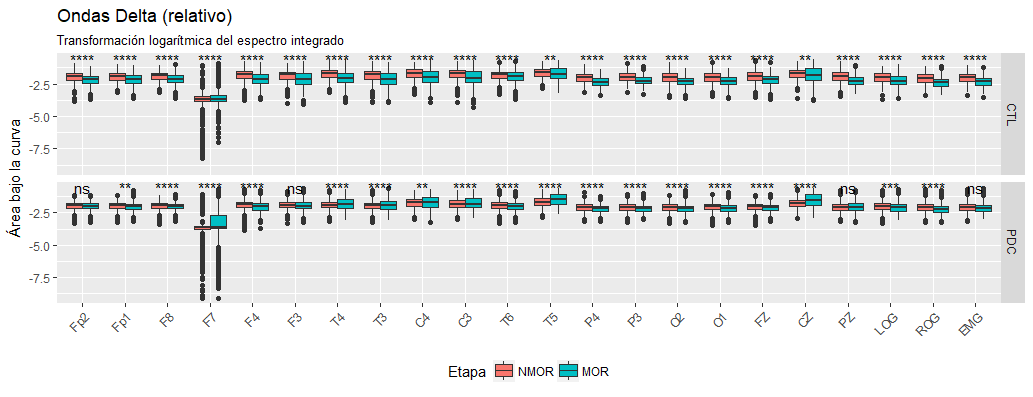 Ondas Delta (relativo)
Transformación logarítmica del espectro integrado
Área bajo la curva
**** **** **** **** **** **** **** **** **** **** **** ** **** **** **** **** **** ** **** **** **** ****
-2.5
-5.0
-7.5
CTL
ns ** **** **** **** ns **** **** ** **** **** **** **** **** **** **** **** **** ns *** **** ns
-2.5
-5.0
-7.5
PDC
Fp2 Fp1 F8 F7 F4 F3 T4 T3 C4 C3 T6 T5 P4 P3 O2 O1 FZ CZ PZ LOG ROG EMG
Etapa NMOR MOR